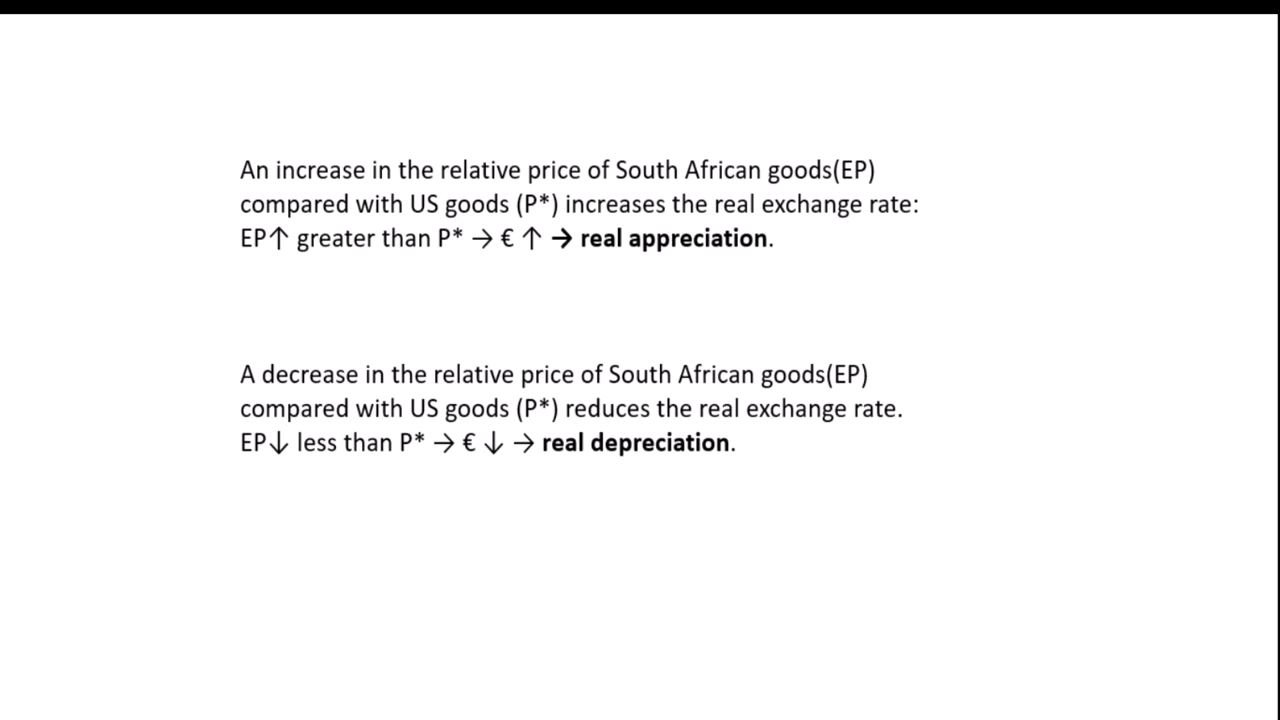 An increase in the relative price of South African goods(EP)
compared with US goods (P*) increases the real exchange rate:
EP↑ greater than P* → € ↑ → real appreciation.
A decrease in the relative price of South African goods(EP)
compared with US goods (P*) reduces the real exchange rate.
EP↓ less than P* → € ↓ → real depreciation.